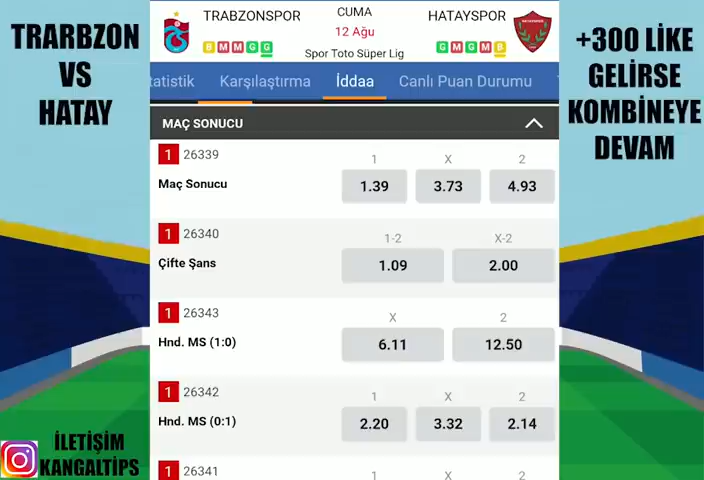 TRARBZON
VS
HATAY
TRABZONSPOR
B M M G G
CUMA
12 Ağu
Spor Toto Süper Lig
HATAYSPOR
G M G M B
+300 LİKE
GELİRSE
KOMBİNEYE
DEVAM
tatistik Karşılaştırma İddaa Canlı Puan Durumu
MAÇ SONUCU
1 26339
Maç Sonucu
1 X 2
1.39 3.73 4.93
1 26340
Çifte Şans
1-2 X-2
1.09 2.00
1 26343
Hnd. MS (1:0)
X 2
6.11 12.50
1 26342
Hnd. MS (0:1)
1 X 2
2.20 3.32 2.14
1 26341
1 X 2
İLETİŞİM
KANGALTİPS